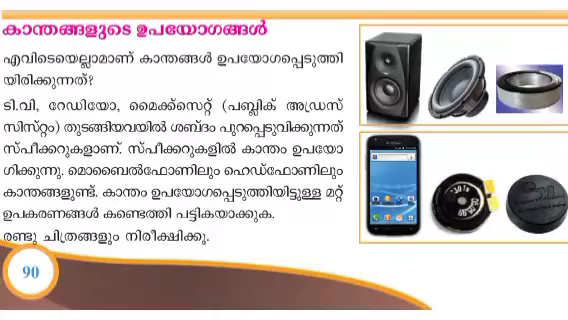 കാന്തങ്ങളുടെ ഉപയോഗങ്ങൾ
എവിടെയെല്ലാമാണ് കാന്തങ്ങൾ ഉപയോഗപ്പെടുത്തി
യിരിക്കുന്നത്?
ടി.വി, റേഡിയോ, മൈക്ക്സെറ്റ് (പബ്ലിക് അഡ്രസ്
സിസ്റ്റം) തുടങ്ങിയവയിൽ ശബ്ദം പുറപ്പെടുവിക്കുന്നത്
സ്പീക്കറുകളാണ്. സ്പീക്കറുകളിൽ കാന്തം ഉപയോ
ഗിക്കുന്നു. മൊബൈൽഫോണിലും ഹെഡ്ഫോണിലും
കാന്തങ്ങളുണ്ട്. കാന്തം ഉപയോഗപ്പെടുത്തിയിട്ടുള്ള മറ്റ്
ഉപകരണങ്ങൾ കണ്ടെത്തി പട്ടികയാക്കുക.
രണ്ടു ചിത്രങ്ങളും നിരീക്ഷിക്കൂ.
90